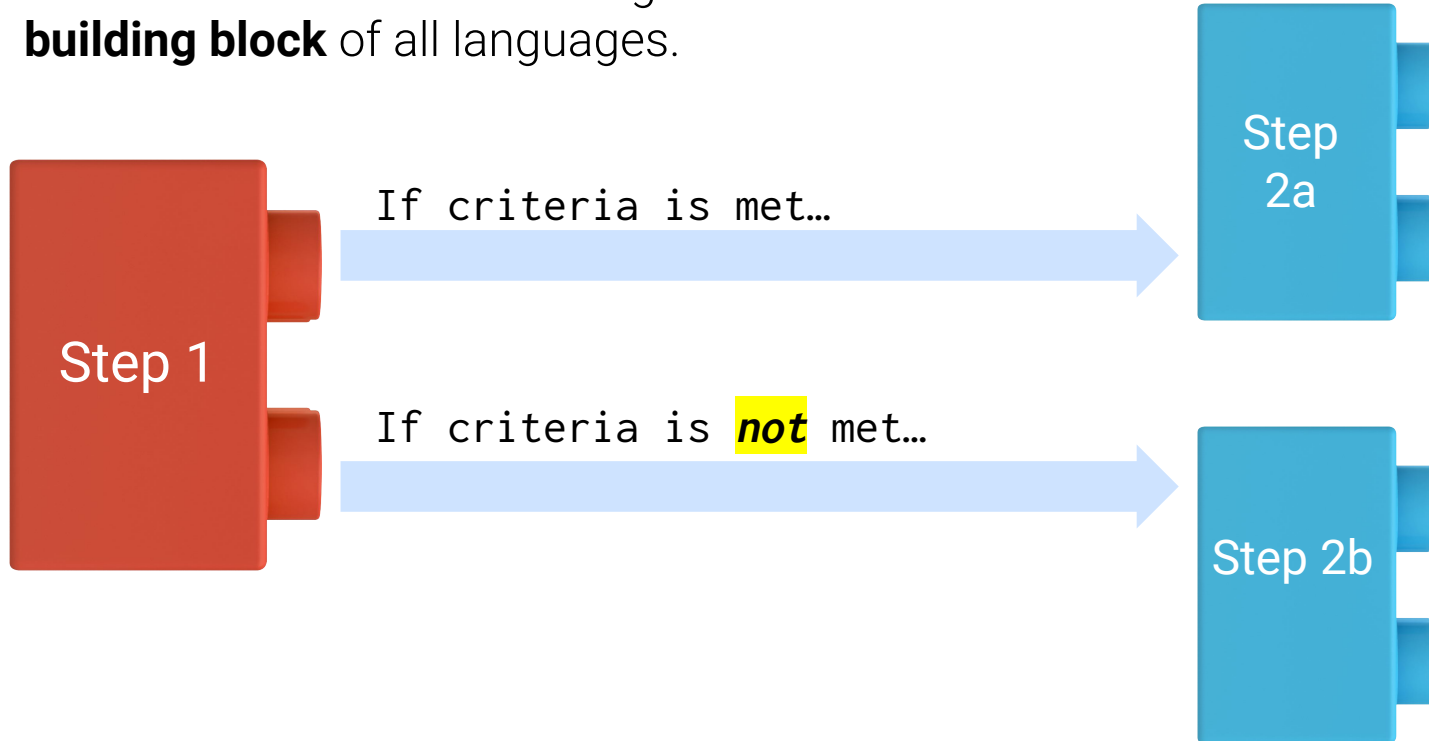 building block of all languages.
If criteria is met…
Step
2a
Step 1
If criteria is not met…
Step 2b